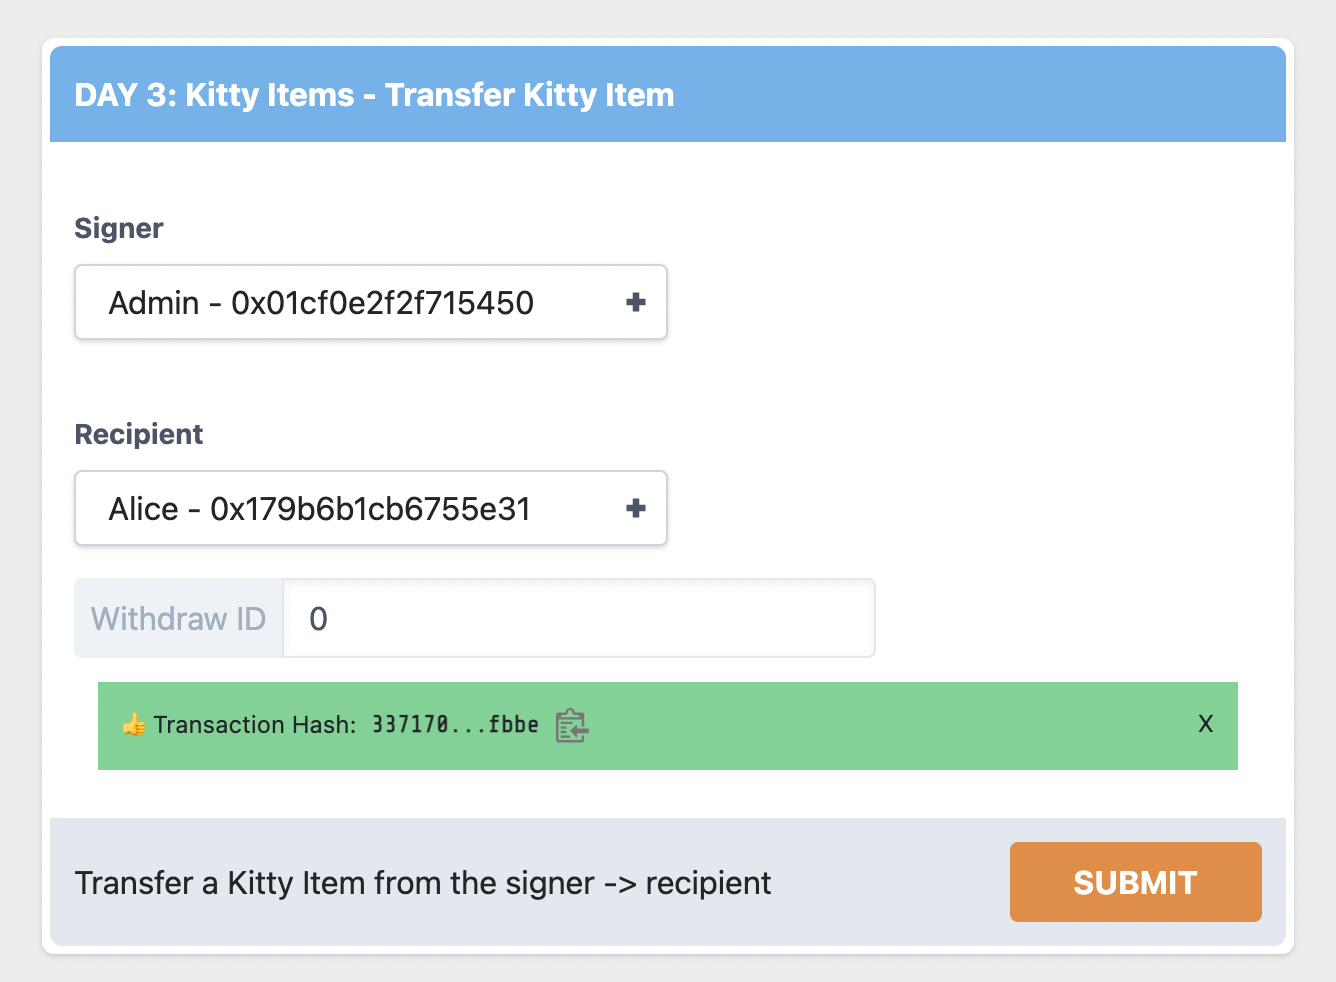 DAY 3: Kitty Items - Transfer Kitty Item
Signer
Admin - 0x01cf0e2f2f715450
Recipient
Alice - 0x179b6b1cb6755e31
Withdraw ID 0
👍 Transaction Hash: 337170...fbbe X
Transfer a Kitty Item from the signer -> recipient SUBMIT